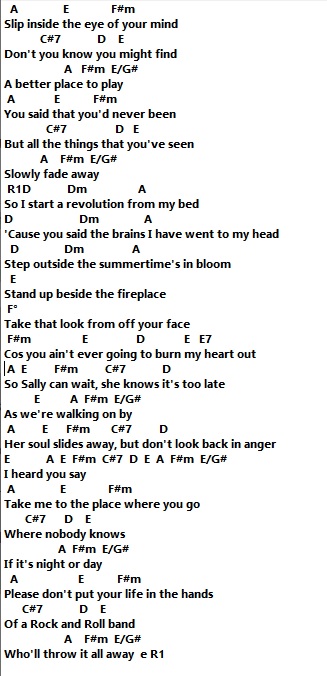 A E F#m
Slip inside the eye of your mind
C#7 D E
Don't you know you might find
A F#m E/G#
A better place to play
A E F#m
You said that you'd never been
C#7 D E
But all the things that you've seen
A F#m E/G#
Slowly fade away
R1D Dm A
So I start a revolution from my bed
D Dm A
'Cause you said the brains I have went to my head
D Dm A
Step outside the summertime's in bloom
E
Stand up beside the fireplace
F°
Take that look from off your face
F#m E D E E7
Cos you ain't ever going to burn my heart out
A E F#m C#7 D
So Sally can wait, she knows it's too late
E A F#m E/G#
As we're walking on by
A E F#m C#7 D
Her soul slides away, but don't look back in anger
E A E F#m C#7 D E A F#m E/G#
I heard you say
A E F#m
Take me to the place where you go
C#7 D E
Where nobody knows
A F#m E/G#
If it's night or day
A E F#m
Please don't put your life in the hands
C#7 D E
Of a Rock and Roll band
A F#m E/G#
Who'll throw it all away e R1